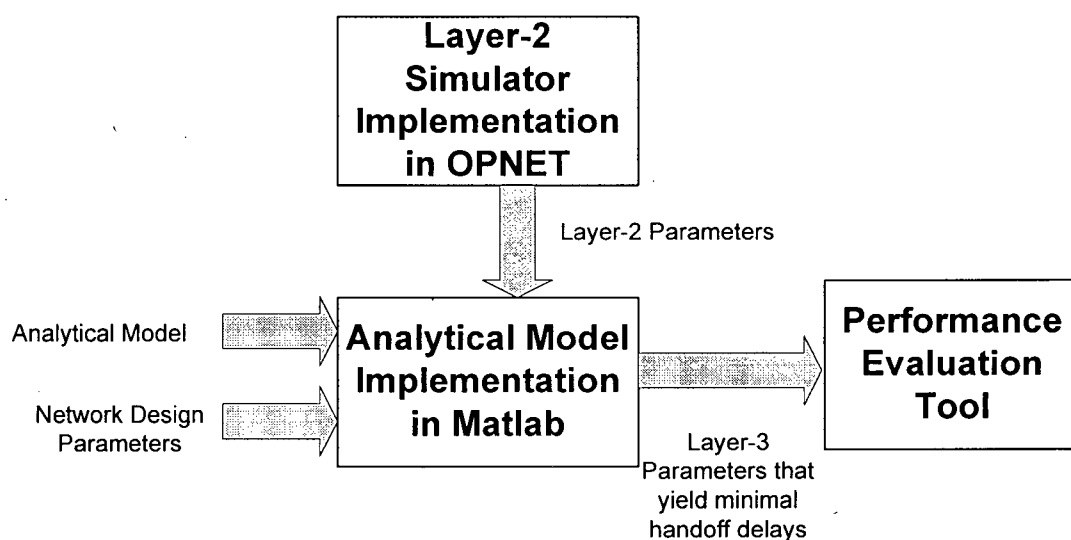 Layer-2
Simulator
Implementation
in OPNET
Layer-2 Parameters
Analytical Model
Network Design
Parameters
Analytical Model
Implementation
in Matlab
Layer-3
Parameters that
yield minimal
handoff delays
Performance
Evaluation
Tool